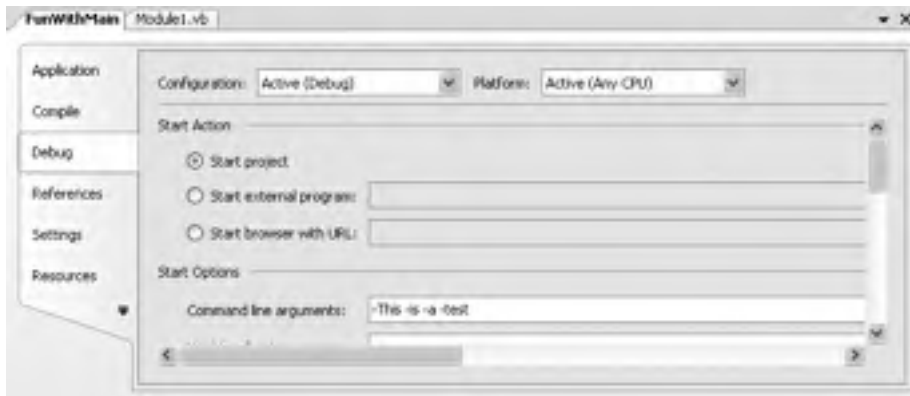 FunWithMain Module1.vb
Application
Compile
Debug
References
Settings
Resources
Configuration: Active (Debug) Platform: Active (Any CPU)
Start Action
Start project
Start external program:
Start browser with URL:
Start Options
Command line arguments: -This -is -a -test